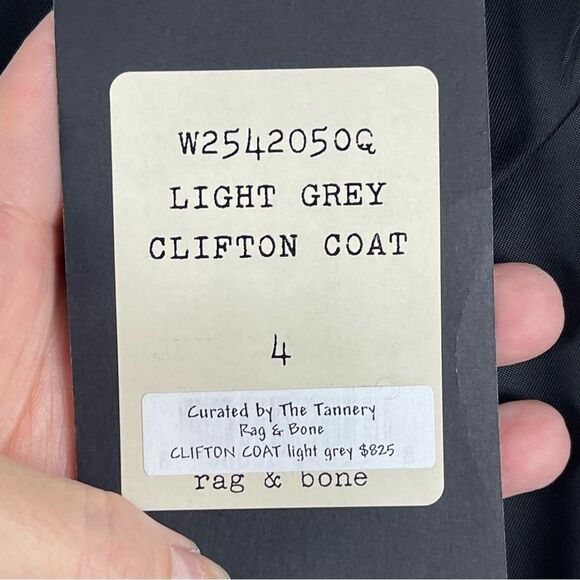 W2542050Q
LIGHT GREY
CLIFTON COAT
4
Curated by The Tannery
Rag & Bone
CLIFTON COAT light grey $825
rag & bone